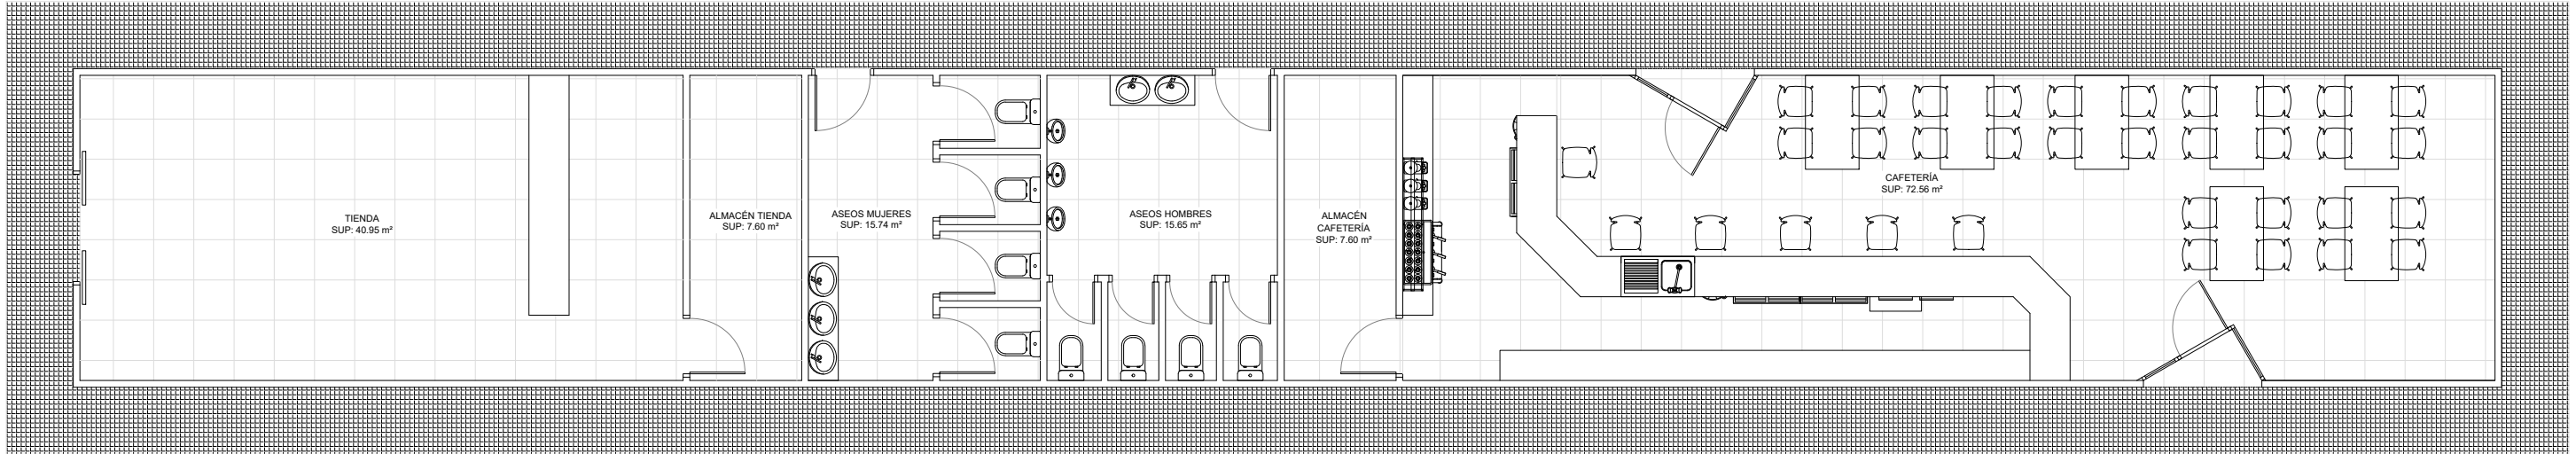 TIENDA
SUP: 40.95 m²
ALMACÉN TIENDA
SUP: 7.60 m²
ASEOS MUJERES
SUP: 15.74 m²
ASEOS HOMBRES
SUP: 15.65 m²
ALMACÉN
CAFETERÍA
SUP: 7.60 m²
CAFETERÍA
SUP: 72.56 m²